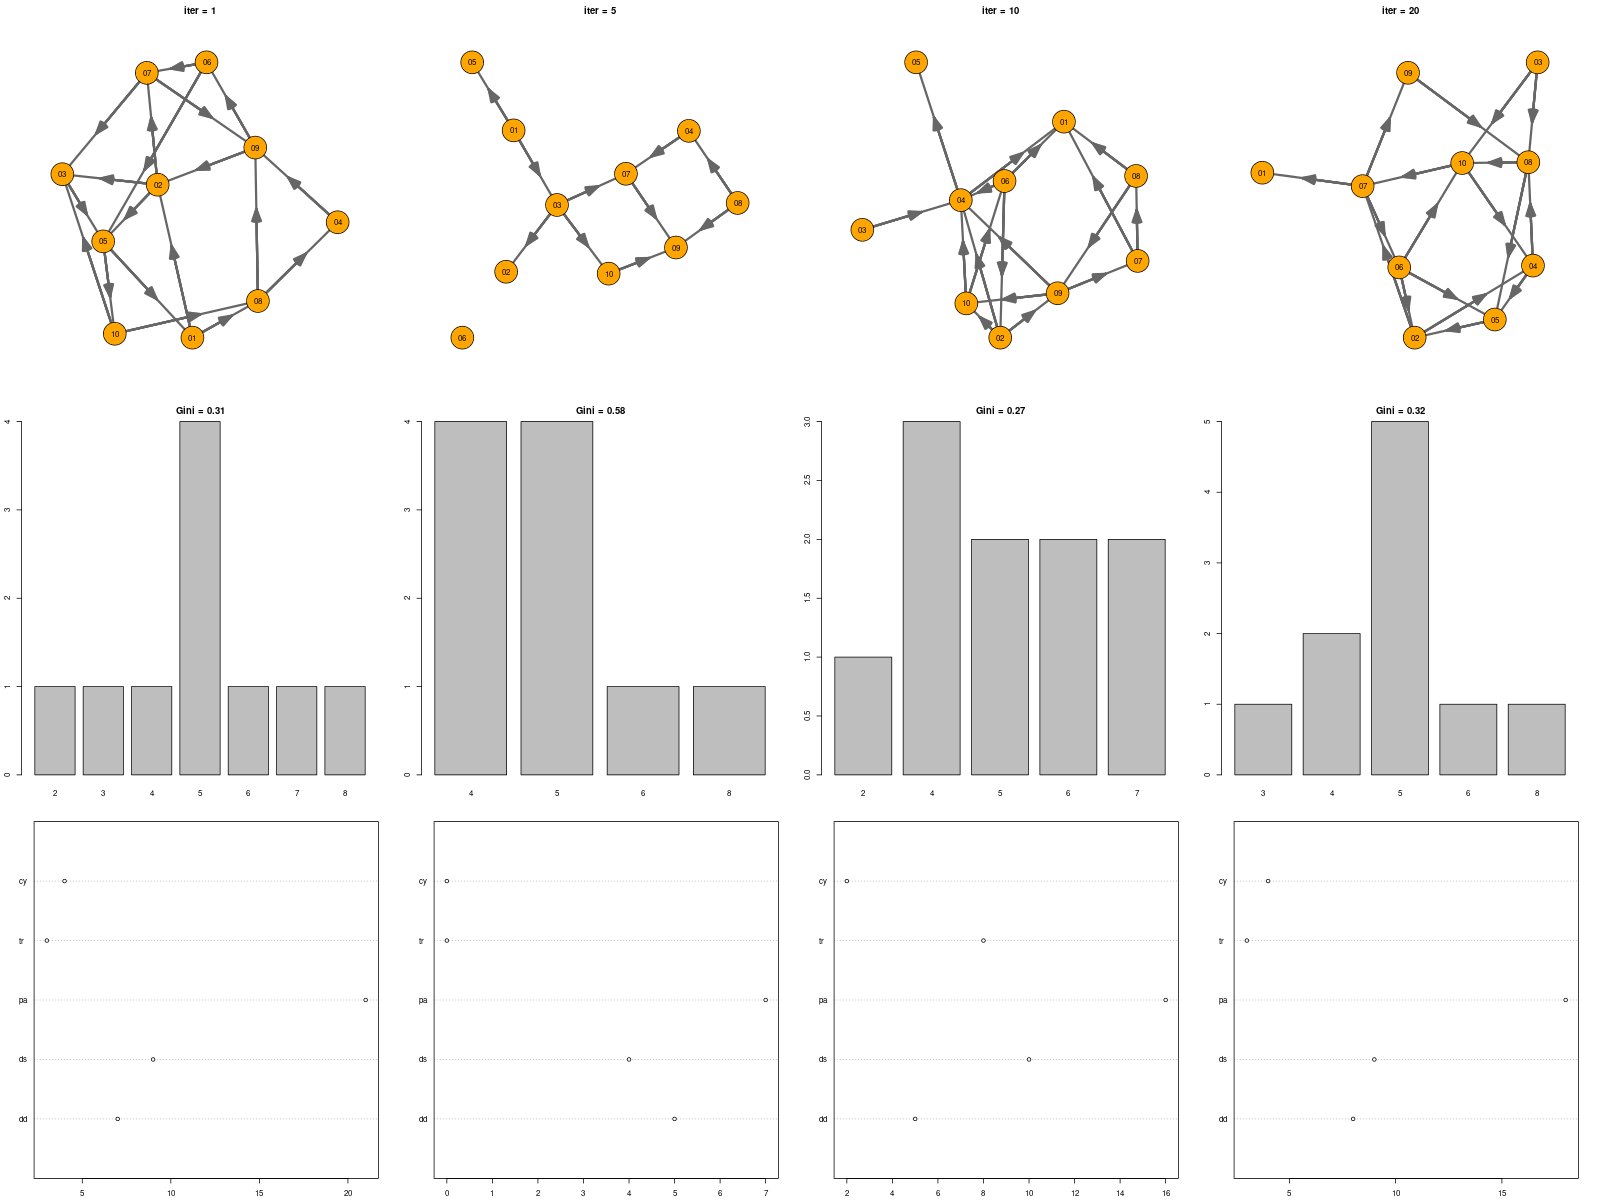 iter = 1
iter = 5
iter = 10
iter = 20
07
06
09
03
02
04
05
08
10
01
05
01
04
07
03
08
09
02
10
06
05
01
08
06
04
03
07
09
10
02
03
09
10
08
01
07
06
04
05
02
Gini = 0.31
Gini = 0.58
Gini = 0.27
Gini = 0.32
4
3
2
1
0
2 3 4 5 6 7 8
4
3
2
1
0
4 5 6 8
3.0
2.5
2.0
1.5
1.0
0.5
0.0
2 4 5 6 7
5
4
3
2
1
0
3 4 5 6 8
cy
tr
pa
ds
dd
5 10 15 20
cy
tr
pa
ds
dd
0 1 2 3 4 5 6 7
cy
tr
pa
ds
dd
2 4 6 8 10 12 14 16
cy
tr
pa
ds
dd
5 10 15